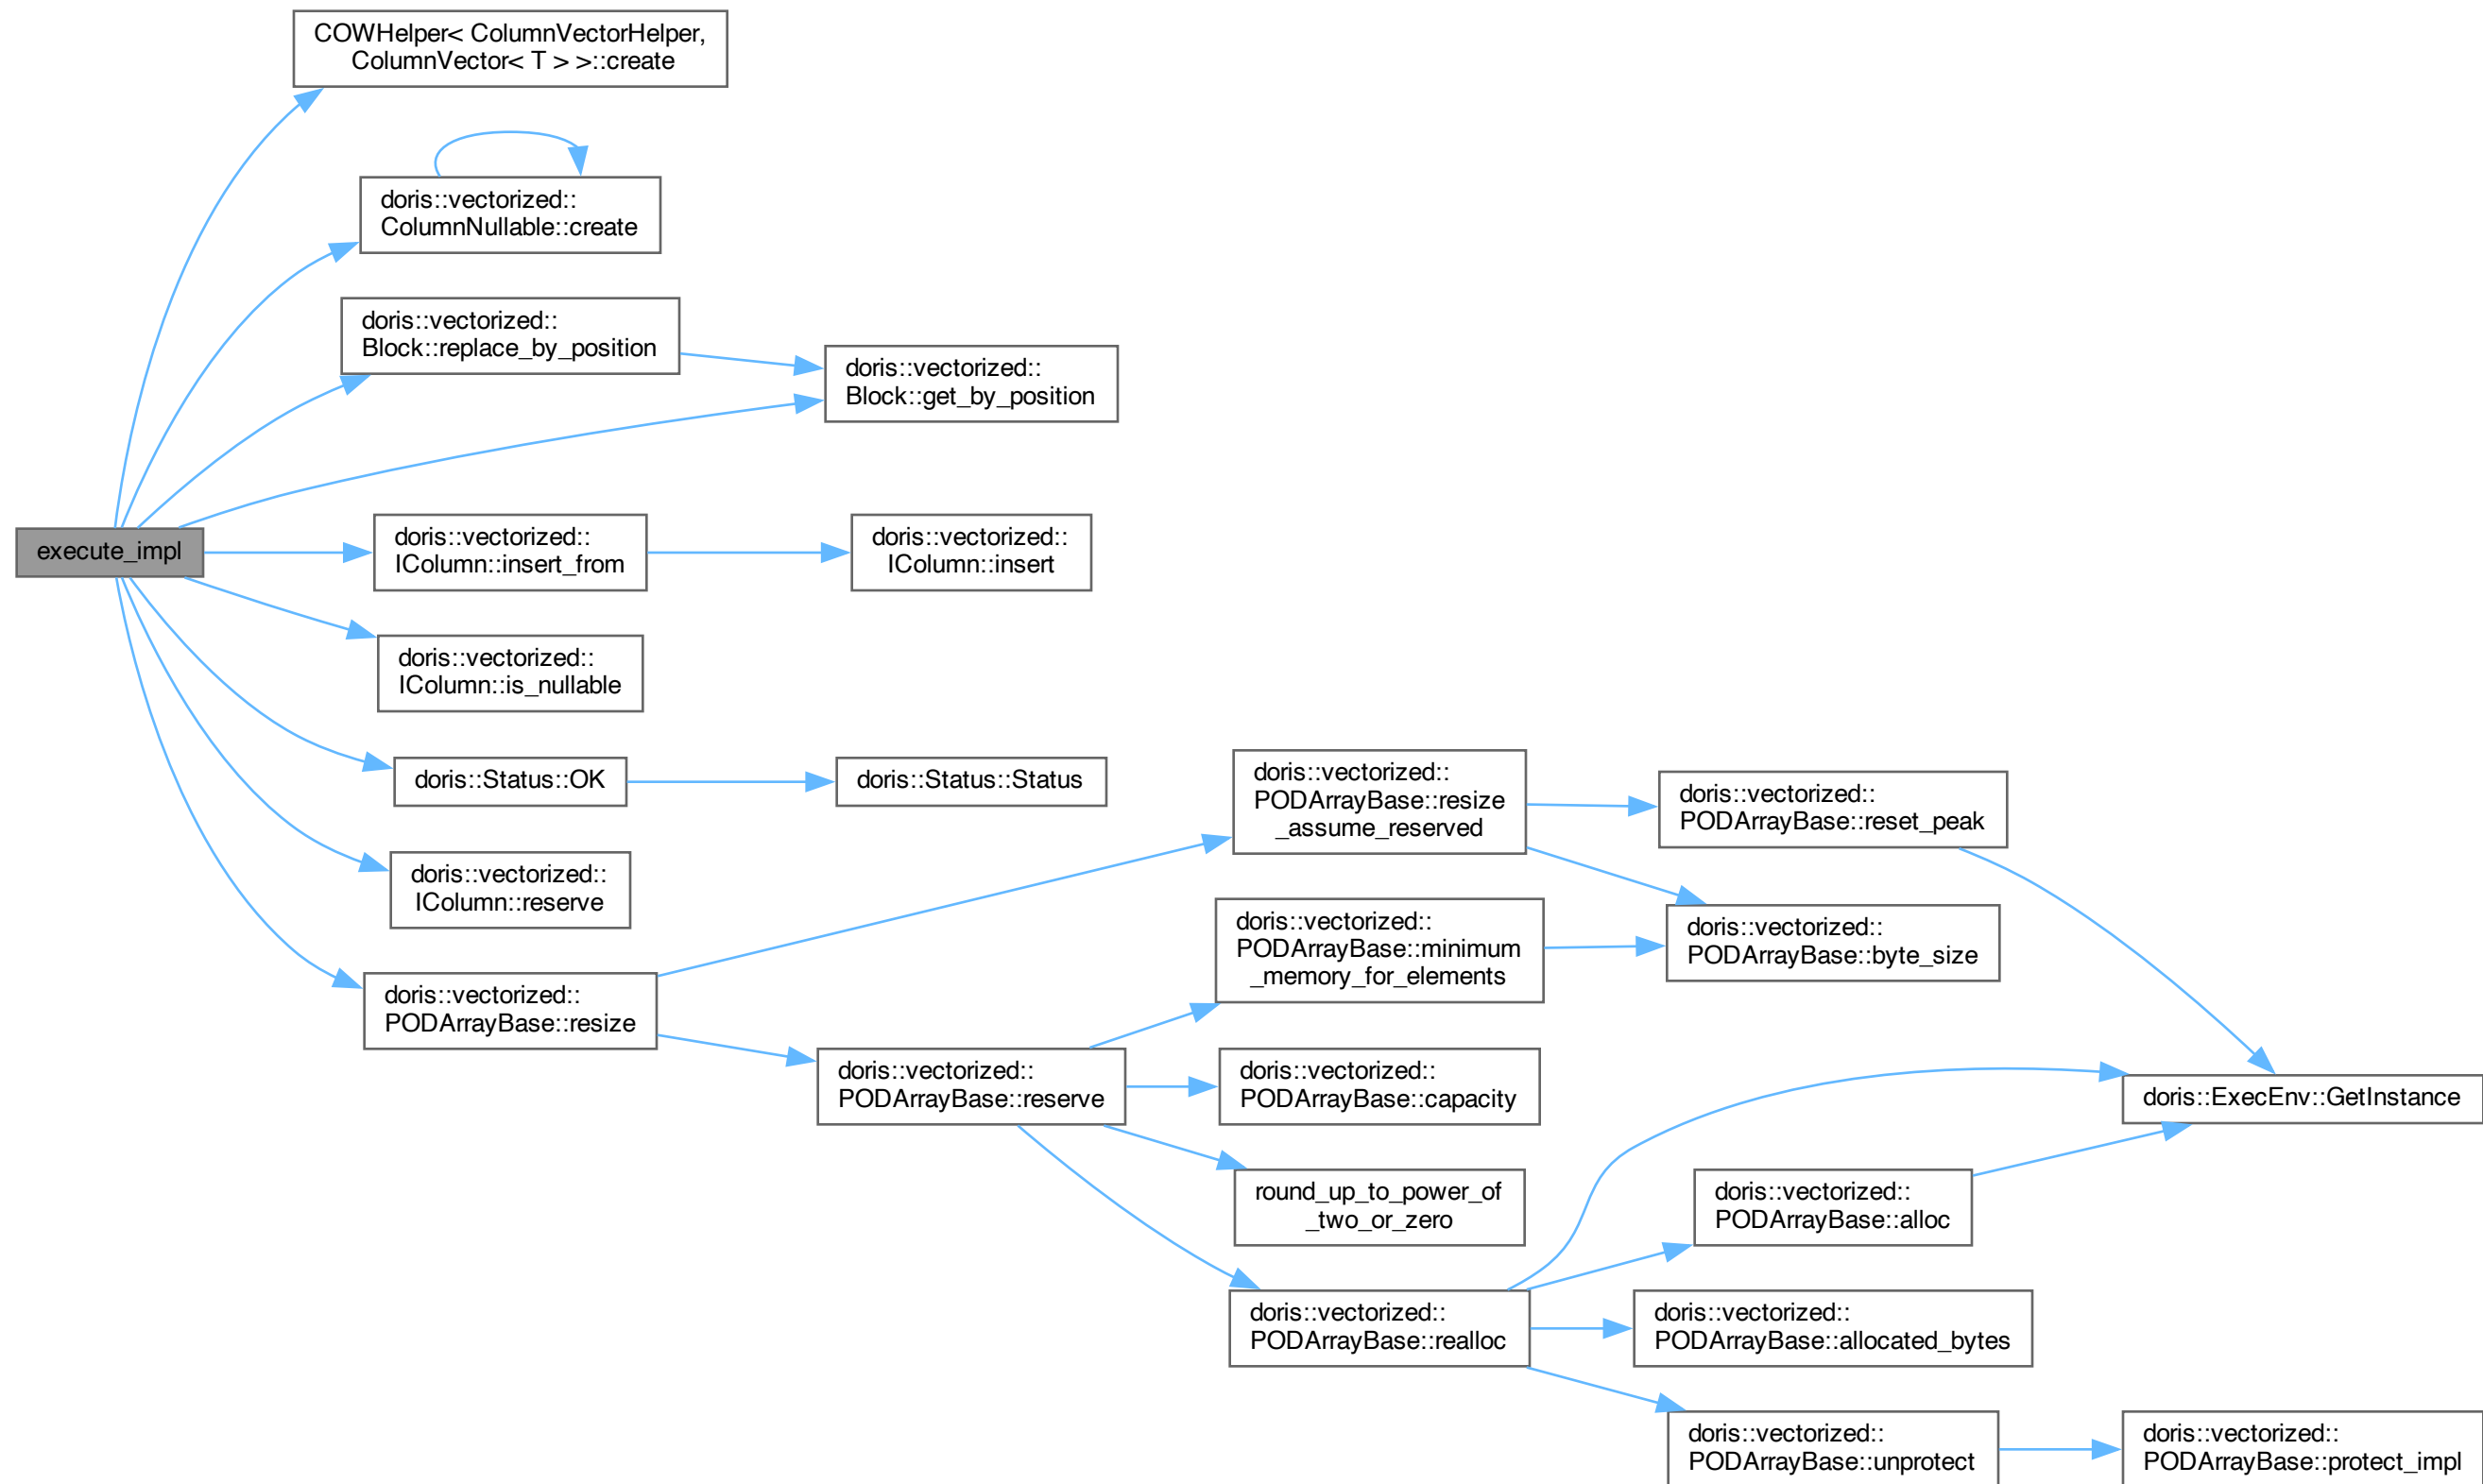 COWHelper< ColumnVectorHelper,
ColumnVector< T > >::create
doris::vectorized::
ColumnNullable::create
doris::vectorized::
Block::replace_by_position
doris::vectorized::
Block::get_by_position
execute_impl
doris::vectorized::
IColumn::insert_from
doris::vectorized::
IColumn::insert
doris::vectorized::
IColumn::is_nullable
doris::Status::OK
doris::Status::Status
doris::vectorized::
IColumn::reserve
doris::vectorized::
PODArrayBase::resize
doris::vectorized::
PODArrayBase::resize
_assume_reserved
doris::vectorized::
PODArrayBase::reset_peak
doris::vectorized::
PODArrayBase::minimum
_memory_for_elements
doris::vectorized::
PODArrayBase::byte_size
doris::vectorized::
PODArrayBase::reserve
doris::vectorized::
PODArrayBase::capacity
doris::ExecEnv::GetInstance
round_up_to_power_of
_two_or_zero
doris::vectorized::
PODArrayBase::alloc
doris::vectorized::
PODArrayBase::realloc
doris::vectorized::
PODArrayBase::allocated_bytes
doris::vectorized::
PODArrayBase::unprotect
doris::vectorized::
PODArrayBase::protect_impl